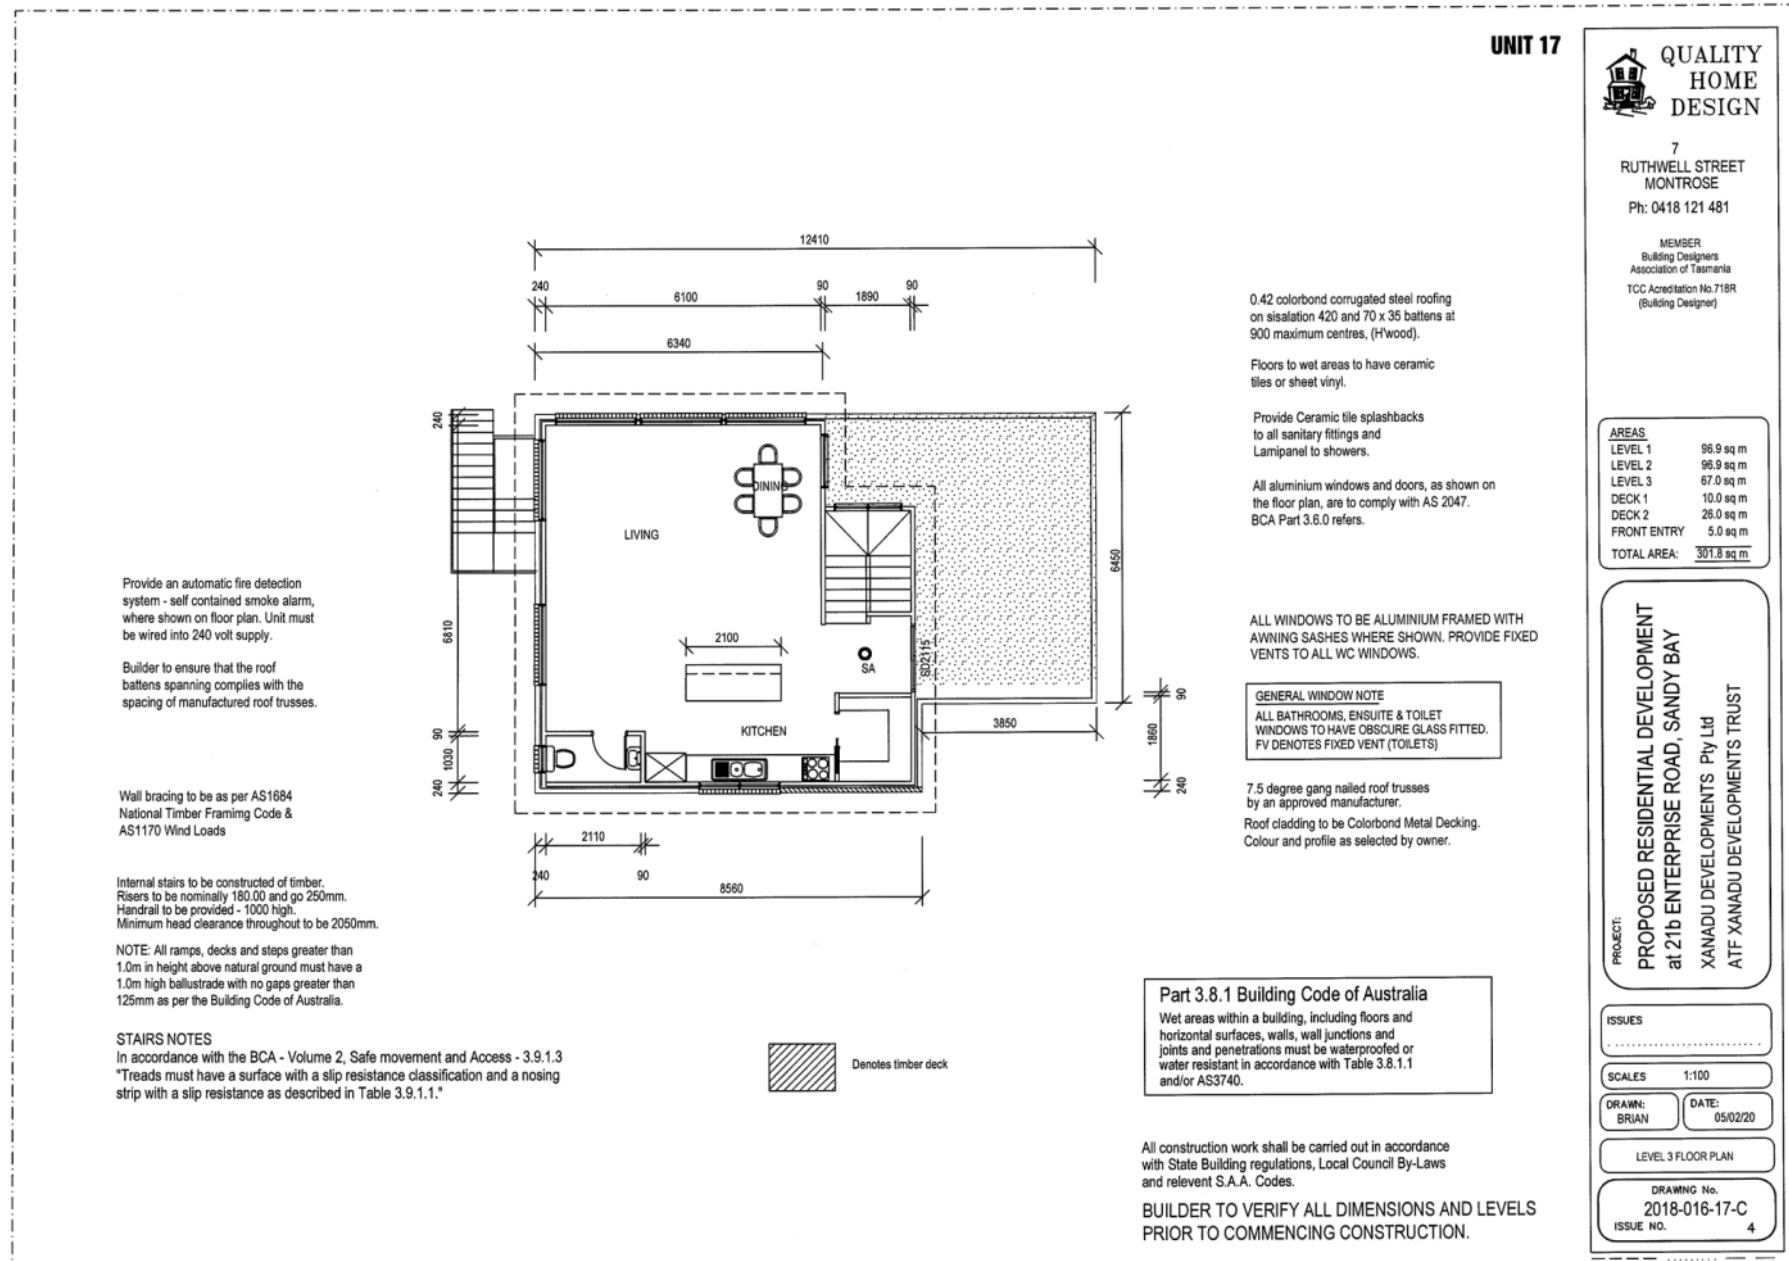 UNIT 17
QUALITY
HOME
DESIGN
7
RUTHWELL STREET
MONTROSE
Ph: 0418 121 481
MEMBER
Building Designers
Association of Tasmania
TCC Acreditation No.718R
(Building Designer)
AREAS
LEVEL 1 96.9 sq m
LEVEL 2 96.9 sq m
LEVEL 3 67.0 sq m
DECK 1 10.0 sq m
DECK 2 26.0 sq m
FRONT ENTRY 5.0 sq m
TOTAL AREA: 301.8 sq m
PROJECT:
PROPOSED RESIDENTIAL DEVELOPMENT
at 21b ENTERPRISE ROAD, SANDY BAY
XANADU DEVELOPMENTS Pty Ltd
ATF XANADU DEVELOPMENTS TRUST
ISSUES
SCALES 1:100
DRAWN:
BRIAN
DATE:
05/02/20
LEVEL 3 FLOOR PLAN
DRAWING No.
2018-016-17-C
ISSUE NO. 4
12410
240
6100
90
1890
90
6340
240
6810
90
1030
240
LIVING
DINING
2100
SA
SD2115
KITCHEN
6450
3850
90
1860
240
2110
240
90
8560
0.42 colorbond corrugated steel roofing
on sisalation 420 and 70 x 35 battens at
900 maximum centres, (H'wood).
Floors to wet areas to have ceramic
tiles or sheet vinyl.
Provide Ceramic tile splashbacks
to all sanitary fittings and
Lamipanel to showers.
All aluminium windows and doors, as shown on
the floor plan, are to comply with AS 2047.
BCA Part 3.6.0 refers.
ALL WINDOWS TO BE ALUMINIUM FRAMED WITH
AWNING SASHES WHERE SHOWN. PROVIDE FIXED
VENTS TO ALL WC WINDOWS.
GENERAL WINDOW NOTE
ALL BATHROOMS, ENSUITE & TOILET
WINDOWS TO HAVE OBSCURE GLASS FITTED.
FV DENOTES FIXED VENT (TOILETS)
7.5 degree gang nailed roof trusses
by an approved manufacturer.
Roof cladding to be Colorbond Metal Decking.
Colour and profile as selected by owner.
Provide an automatic fire detection
system - self contained smoke alarm,
where shown on floor plan. Unit must
be wired into 240 volt supply.
Builder to ensure that the roof
battens spanning complies with the
spacing of manufactured roof trusses.
Wall bracing to be as per AS1684
National Timber Framimg Code &
AS1170 Wind Loads
Internal stairs to be constructed of timber.
Risers to be nominally 180.00 and go 250mm.
Handrail to be provided - 1000 high.
Minimum head clearance throughout to be 2050mm.
NOTE: All ramps, decks and steps greater than
1.0m in height above natural ground must have a
1.0m high ballustrade with no gaps greater than
125mm as per the Building Code of Australia.
STAIRS NOTES
In accordance with the BCA - Volume 2, Safe movement and Access - 3.9.1.3
"Treads must have a surface with a slip resistance classification and a nosing
strip with a slip resistance as described in Table 3.9.1.1."
Denotes timber deck
Part 3.8.1 Building Code of Australia
Wet areas within a building, including floors and
horizontal surfaces, walls, wall junctions and
joints and penetrations must be waterproofed or
water resistant in accordance with Table 3.8.1.1
and/or AS3740.
All construction work shall be carried out in accordance
with State Building regulations, Local Council By-Laws
and relevent S.A.A. Codes.
BUILDER TO VERIFY ALL DIMENSIONS AND LEVELS
PRIOR TO COMMENCING CONSTRUCTION.